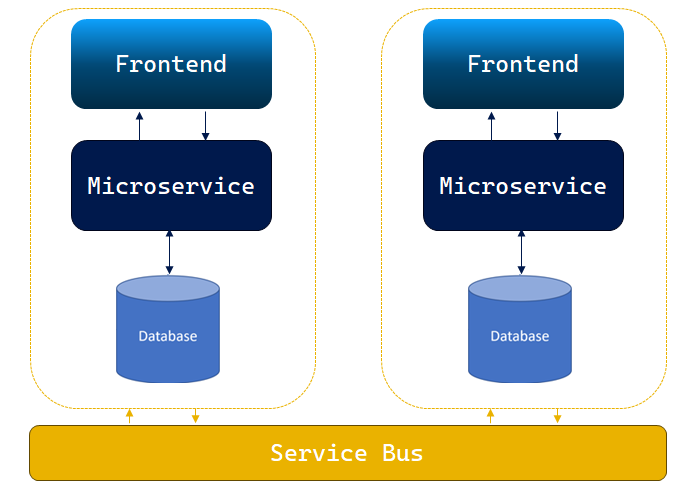 Frontend
Frontend
Microservice
Microservice
Database
Database
Service Bus